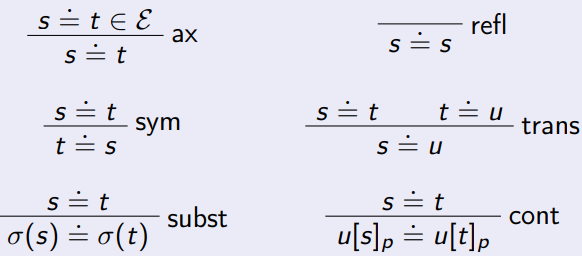 s ≐ t ∈ ℰ
s ≐ t
ax
s ≐ s
refl
s ≐ t
t ≐ s
sym
s ≐ t t ≐ u
s ≐ u
trans
s ≐ t
σ(s) ≐ σ(t)
subst
s ≐ t
u[s]ₚ ≐ u[t]ₚ
cont